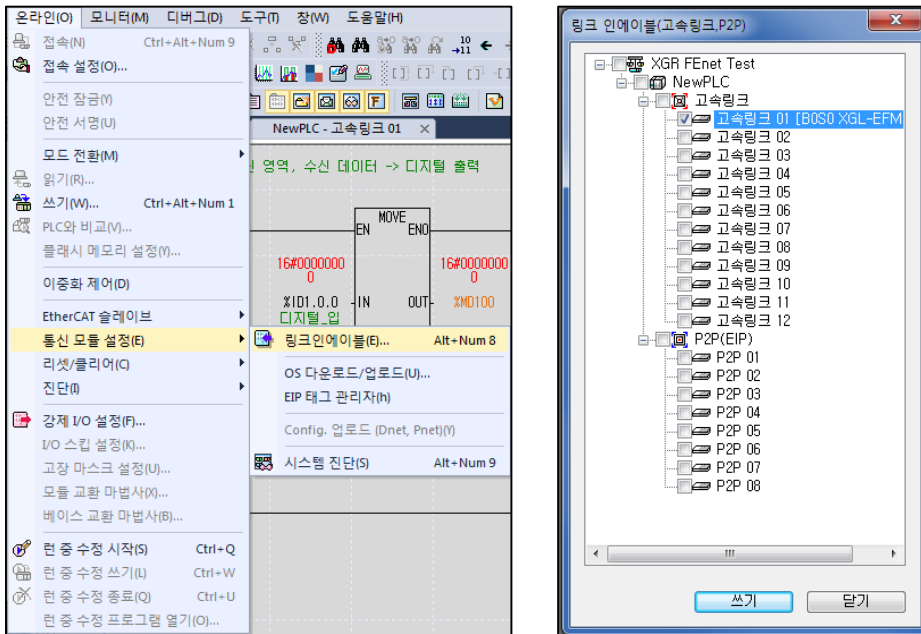 온라인(O) 모니터(M) 디버그(D) 도구(T) 창(W) 도움말(H)
접속(N) Ctrl+Alt+Num 9
접속 설정(O)...
안전 잠금(Y)
안전 서명(U)
모드 전환(M)
읽기(R)...
쓰기(W)... Ctrl+Alt+Num 1
PLC와 비교(V)...
플래시 메모리 설정(Y)...
이중화 제어(D)
EtherCAT 슬레이브
통신 모듈 설정(E)
리셋/클리어(C)
진단(I)
강제 I/O 설정(F)...
I/O 스킵 설정(K)...
고장 마스크 설정(U)...
모듈 교환 마법사(X)...
베이스 교환 마법사(B)...
런 중 수정 시작(S) Ctrl+Q
런 중 수정 쓰기(L) Ctrl+W
런 중 수정 종료(Q) Ctrl+U
런 중 수정 프로그램 열기(O)...
NewPLC - 고속링크 01 ×
영역, 수신 데이터 -> 디지털 출력
MOVE
EN ENO
16#0000000
0
16#0000000
0
%ID1.0.0 IN OUT %MD100
디지털_입
링크인에이블(E)... Alt+Num 8
OS 다운로드/업로드(U)...
EIP 태그 관리자(h)
Config. 업로드 (Dnet, Pnet)(Y)
시스템 진단(S) Alt+Num 9
링크 인에이블(고속링크,P2P)
XGR FEnet Test
NewPLC
고속링크
고속링크 01 [B0S0 XGL-EFM
고속링크 02
고속링크 03
고속링크 04
고속링크 05
고속링크 06
고속링크 07
고속링크 08
고속링크 09
고속링크 10
고속링크 11
고속링크 12
P2P(EIP)
P2P 01
P2P 02
P2P 03
P2P 04
P2P 05
P2P 06
P2P 07
P2P 08
쓰기 닫기